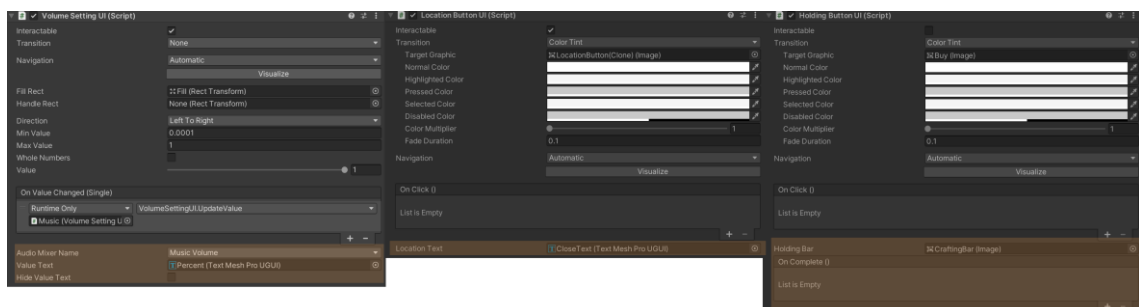 Volume Setting UI (Script)
Interactable
Transition None
Navigation Automatic
Visualize
Fill Rect Fill (Rect Transform)
Handle Rect None (Rect Transform)
Direction Left To Right
Min Value 0.0001
Max Value 1
Whole Numbers
Value 1
On Value Changed (Single)
Runtime Only VolumeSettingUI.UpdateValue
Music (Volume Setting U
Audio Mixer Name Music Volume
Value Text Percent (Text Mesh Pro UGUI)
Hide Value Text
Location Button UI (Script)
Interactable
Transition Color Tint
Target Graphic LocationButton(Clone) (Image)
Normal Color
Highlighted Color
Pressed Color
Selected Color
Disabled Color
Color Multiplier 1
Fade Duration 0.1
Navigation Automatic
Visualize
On Click ()
List is Empty
Location Text CloseText (Text Mesh Pro UGUI)
Holding Button UI (Script)
Interactable
Transition Color Tint
Target Graphic Buy (Image)
Normal Color
Highlighted Color
Pressed Color
Selected Color
Disabled Color
Color Multiplier 1
Fade Duration 0.1
Navigation Automatic
Visualize
On Click ()
List is Empty
Holding Bar CraftingBar (Image)
On Complete ()
List is Empty